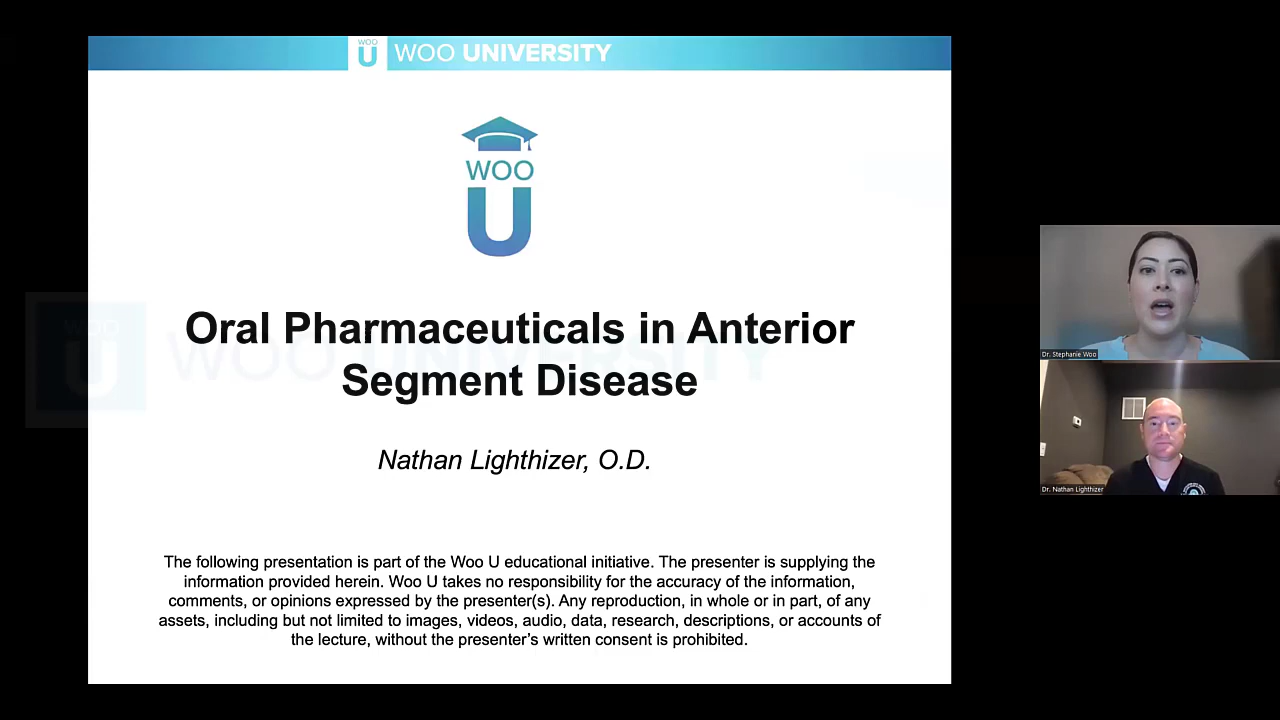 WOO
U
WOO UNIVERSITY
WOO
U
Oral Pharmaceuticals in Anterior
Segment Disease
Nathan Lighthizer, O.D.
The following presentation is part of the Woo U educational initiative. The presenter is supplying the
information provided herein. Woo U takes no responsibility for the accuracy of the information,
comments, or opinions expressed by the presenter(s). Any reproduction, in whole or in part, of any
assets, including but not limited to images, videos, audio, data, research, descriptions, or accounts of
the lecture, without the presenter's written consent is prohibited.
WOO
U
WOO UNIVERSITY
Dr. Stephanie Woo
Dr. Nathan Lighthizer